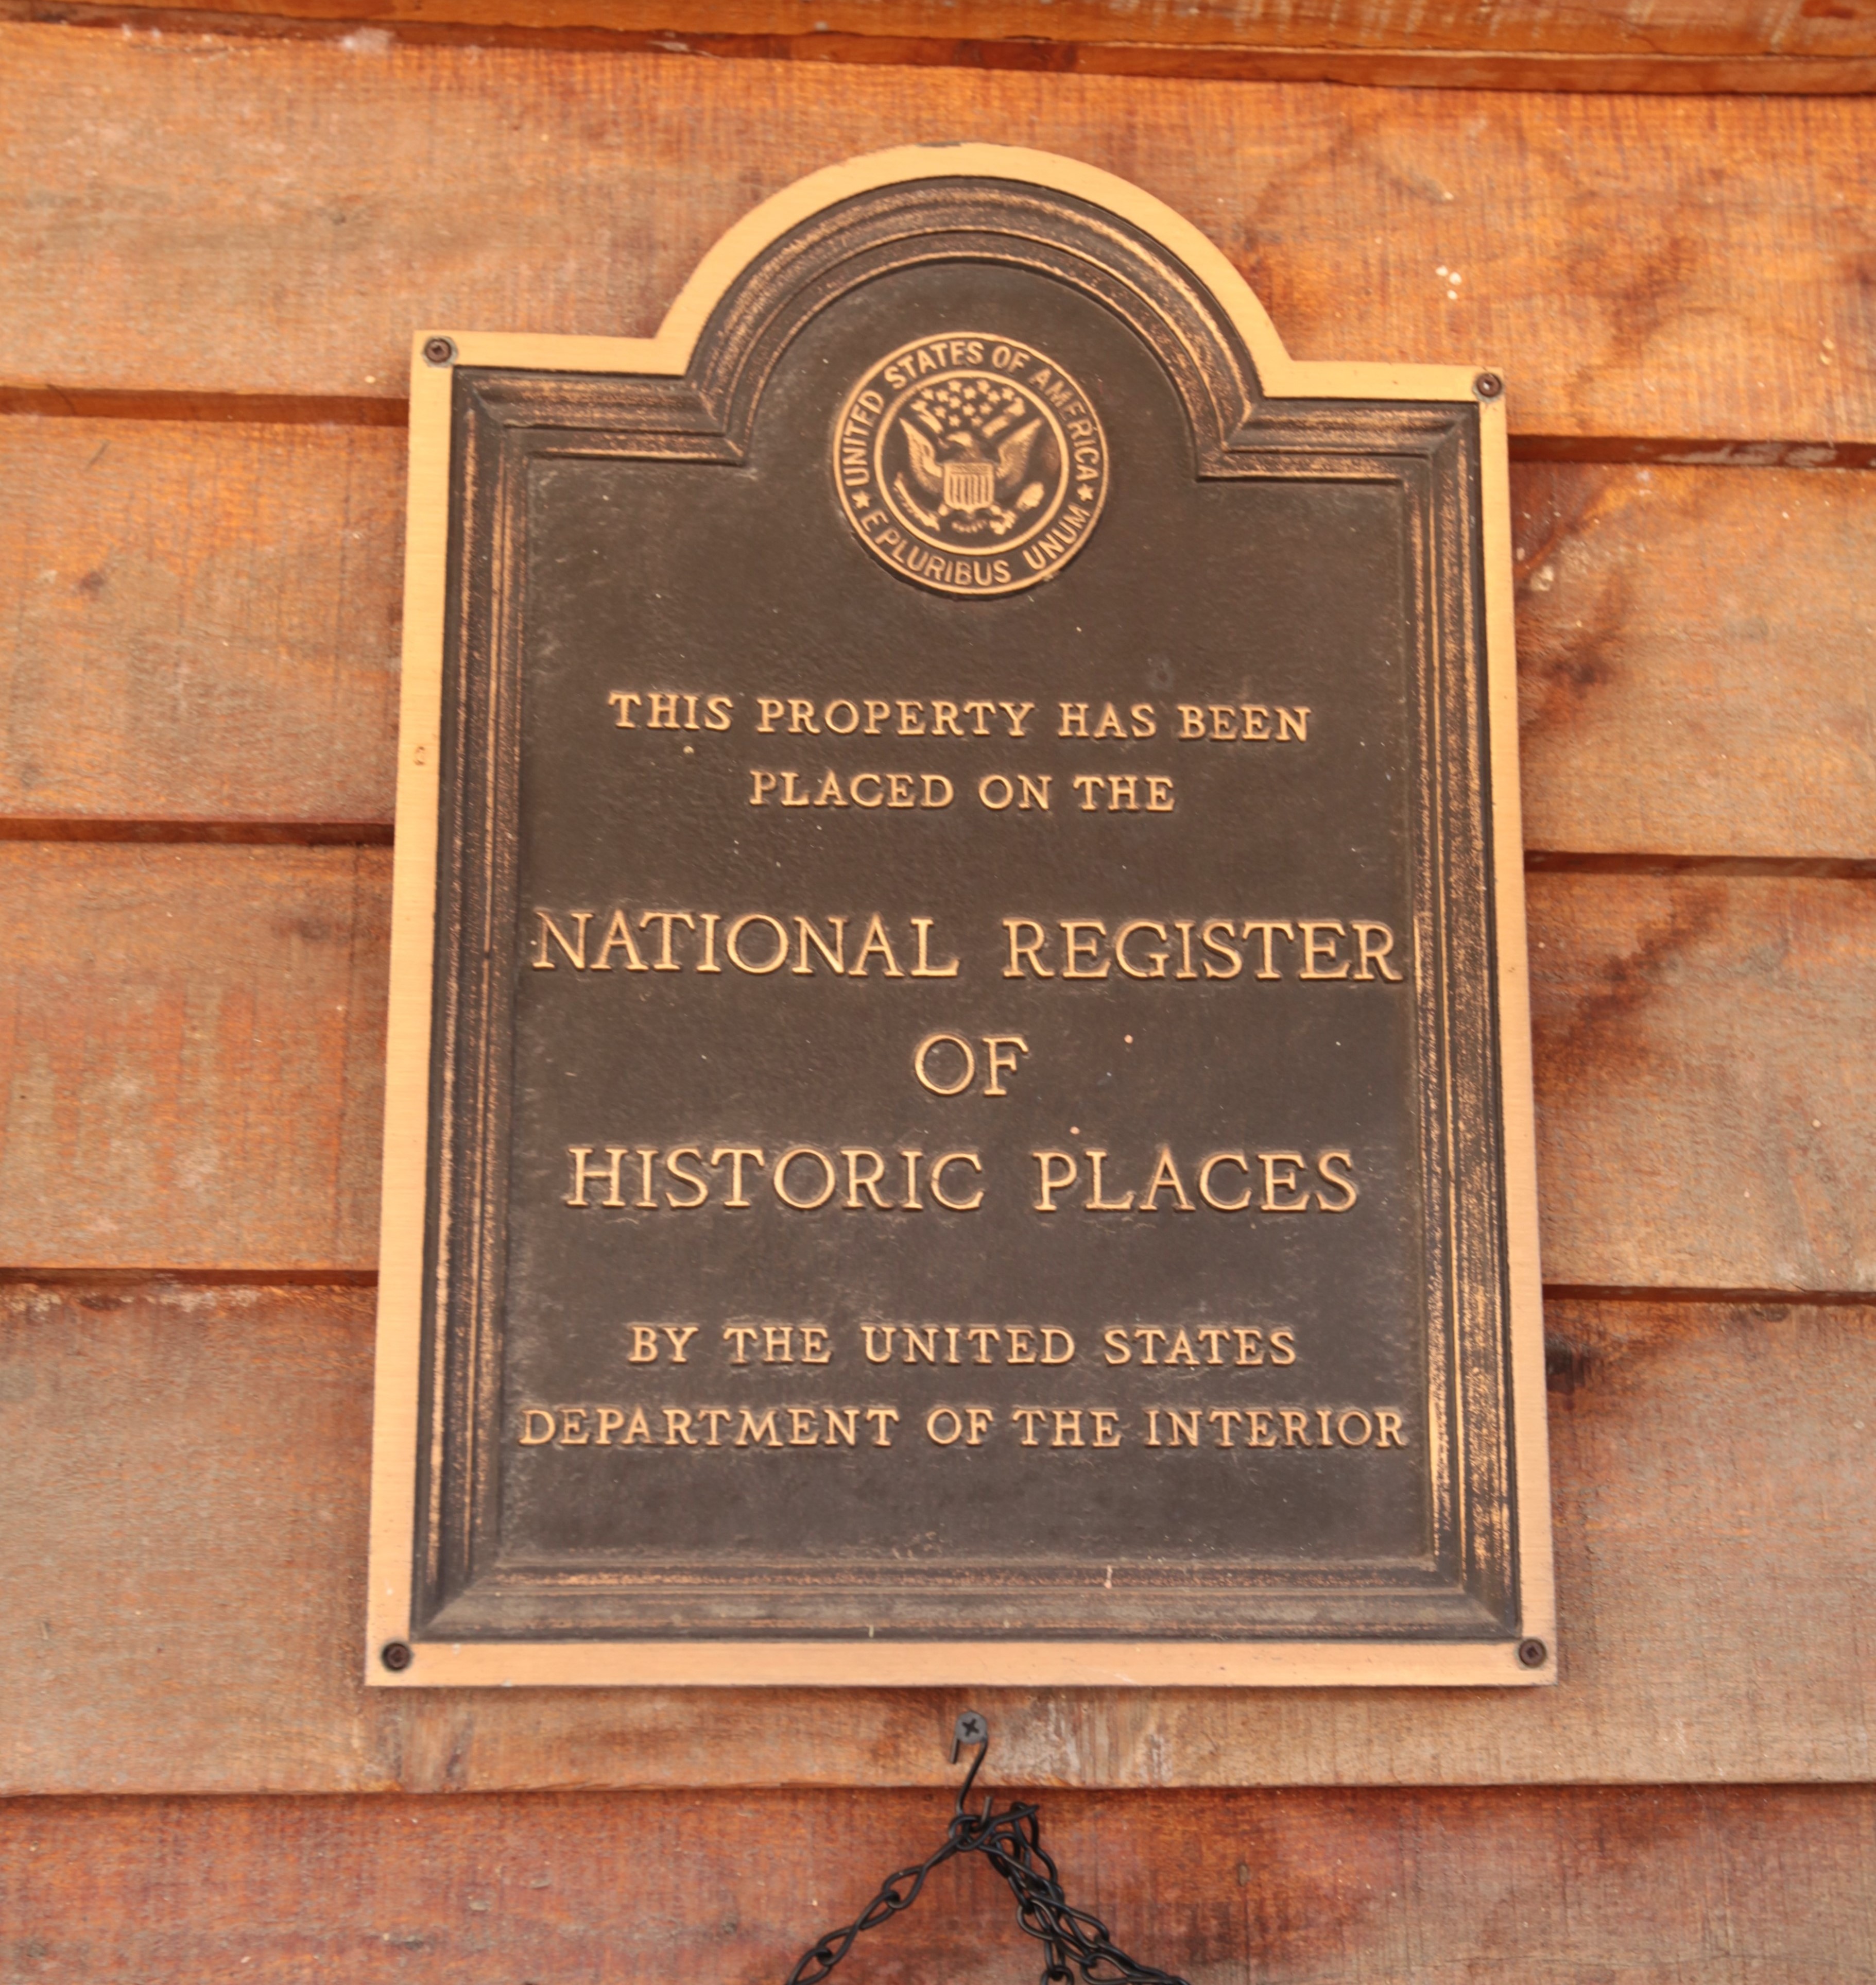 UNITED STATES OF AMERICA
E PLURIBUS UNUM
THIS PROPERTY HAS BEEN
PLACED ON THE
NATIONAL REGISTER
OF
HISTORIC PLACES
BY THE UNITED STATES
DEPARTMENT OF THE INTERIOR